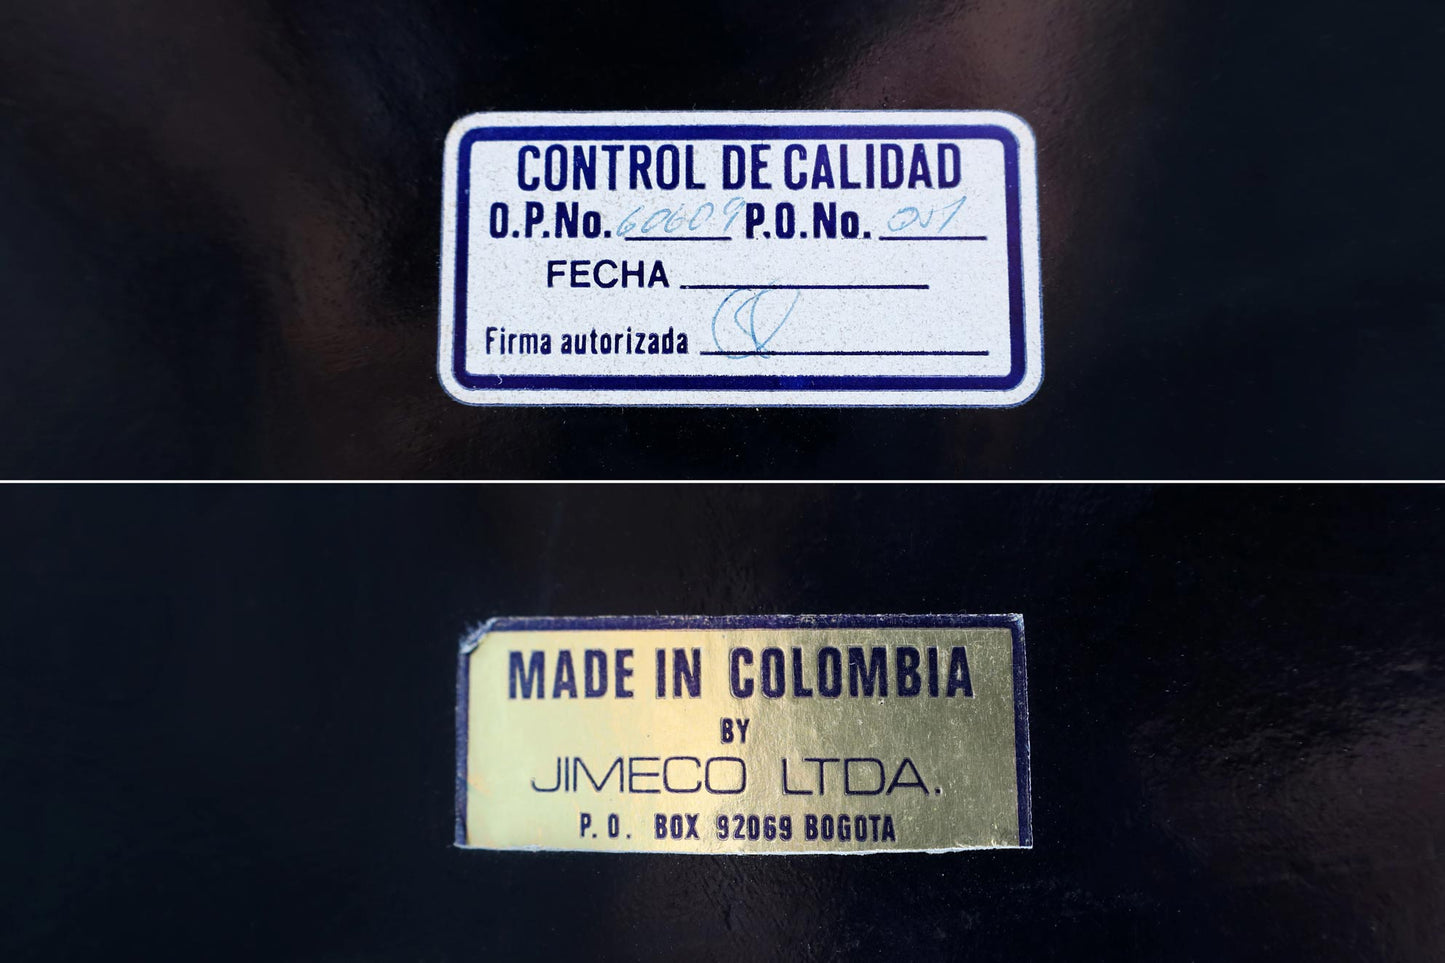 CONTROL DE CALIDAD
O.P.No. 60609 P.O.No.
FECHA
Firma autorizada
MADE IN COLOMBIA
BY
JIMECO LTDA.
P. O. BOX 92069 BOGOTA